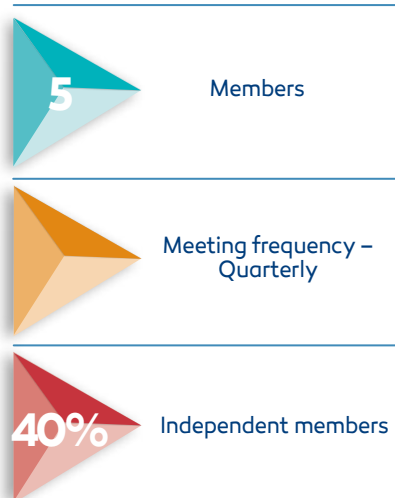 5
Members
Meeting frequency –
Quarterly
40%
Independent members